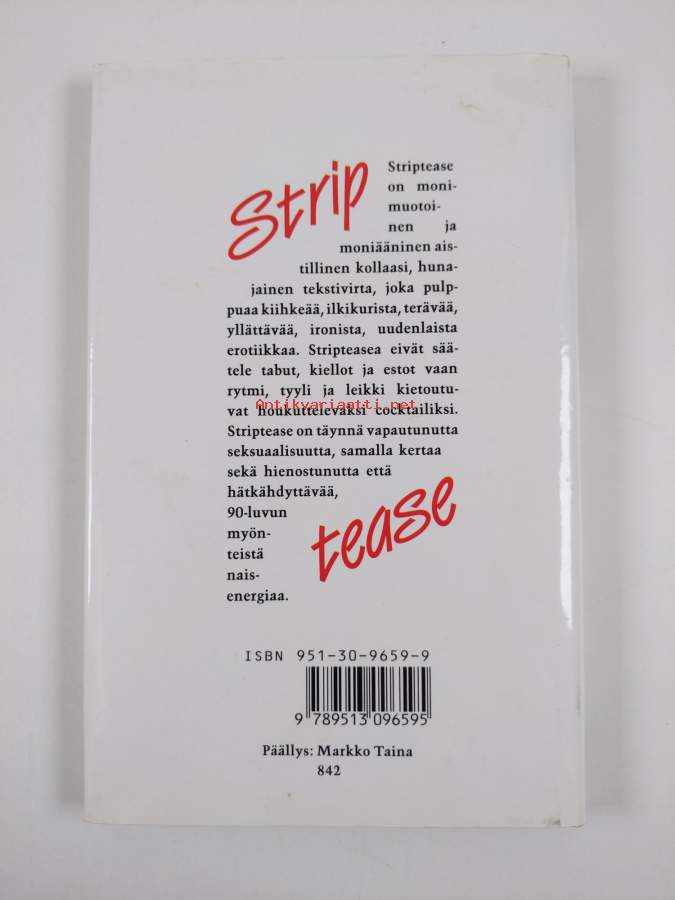 Strip
Striptease
on moni-
muotoi-
nen ja
moniääninen ais-
tillinen kollaasi, huna-
jainen tekstivirta, joka pulp-
puaa kiihkeää, ilkikurista, terävää,
yllättävää, ironista, uudenlaista
erotiikkaa. Stripteasea eivät sää-
tele tabut, kiellot ja estot vaan
rytmi, tyyli ja leikki kietoutu-
vat houkuttelevaksi cocktailiksi.
Antikvariaatti.net
Striptease on täynnä vapautunutta
seksuaalisuutta, samalla kertaa
sekä hienostunutta että
hätkähdyttävää,
90-luvun
myön-
teistä
nais-
energiaa.
tease
ISBN 951-30-9659-9
9 789513 096595
Päällys: Markko Taina
842